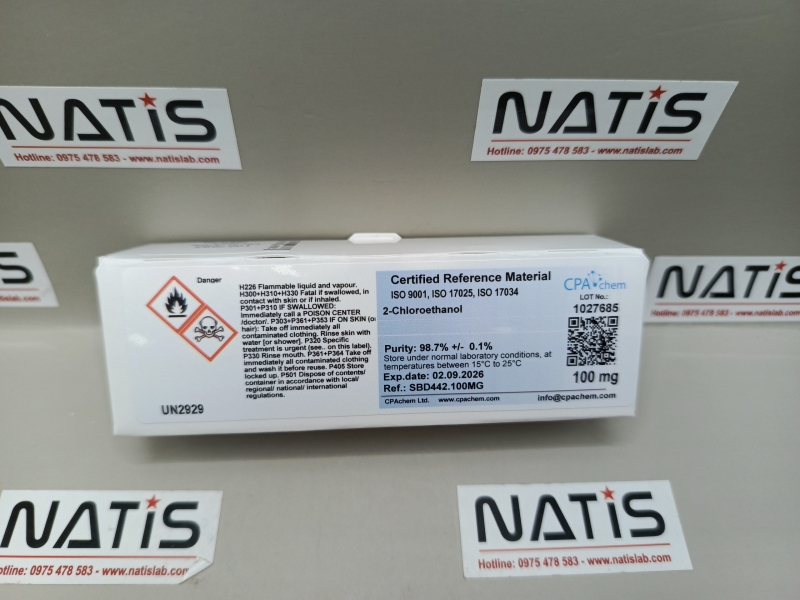 NATIS
Hotline: 0975 478 583 - www.natislab.com
NATIS
Hotline: 0975 478 583 - www.natislab.com
Danger
H226 Flammable liquid and vapour.
H300+H310+H330 Fatal if swallowed, in
contact with skin or if inhaled.
P301+P310 IF SWALLOWED:
Immediately call a POISON CENTER
/doctor/. P303+P361+P353 IF ON SKIN (or
hair): Take off immediately all
contaminated clothing. Rinse skin with
water [or shower]. P320 Specific
treatment is urgent (see.. on this label).
P330 Rinse mouth. P361+P364 Take off
immediately all contaminated clothing
and wash it before reuse. P405 Store
locked up. P501 Dispose of contents/
container in accordance with local/
regional/ national/ international
regulations.
UN2929
Certified Reference Material
ISO 9001, ISO 17025, ISO 17034
2-Chloroethanol
Purity: 98.7% +/- 0.1%
Store under normal laboratory conditions, at
temperatures between 15°C to 25°C
Exp.date: 02.09.2026
Ref.: SBD442.100MG
CPAchem Ltd. www.cpachem.com
CPAchem
LOT No.:
1027685
100 mg
info@cpachem.com
NATIS
0975 478 583 - www.natislab.com
NATIS
Hotline: 0975 478 583 - www.natislab.com
NATIS
Hotline: 0975 478 583 - www.natislab.com